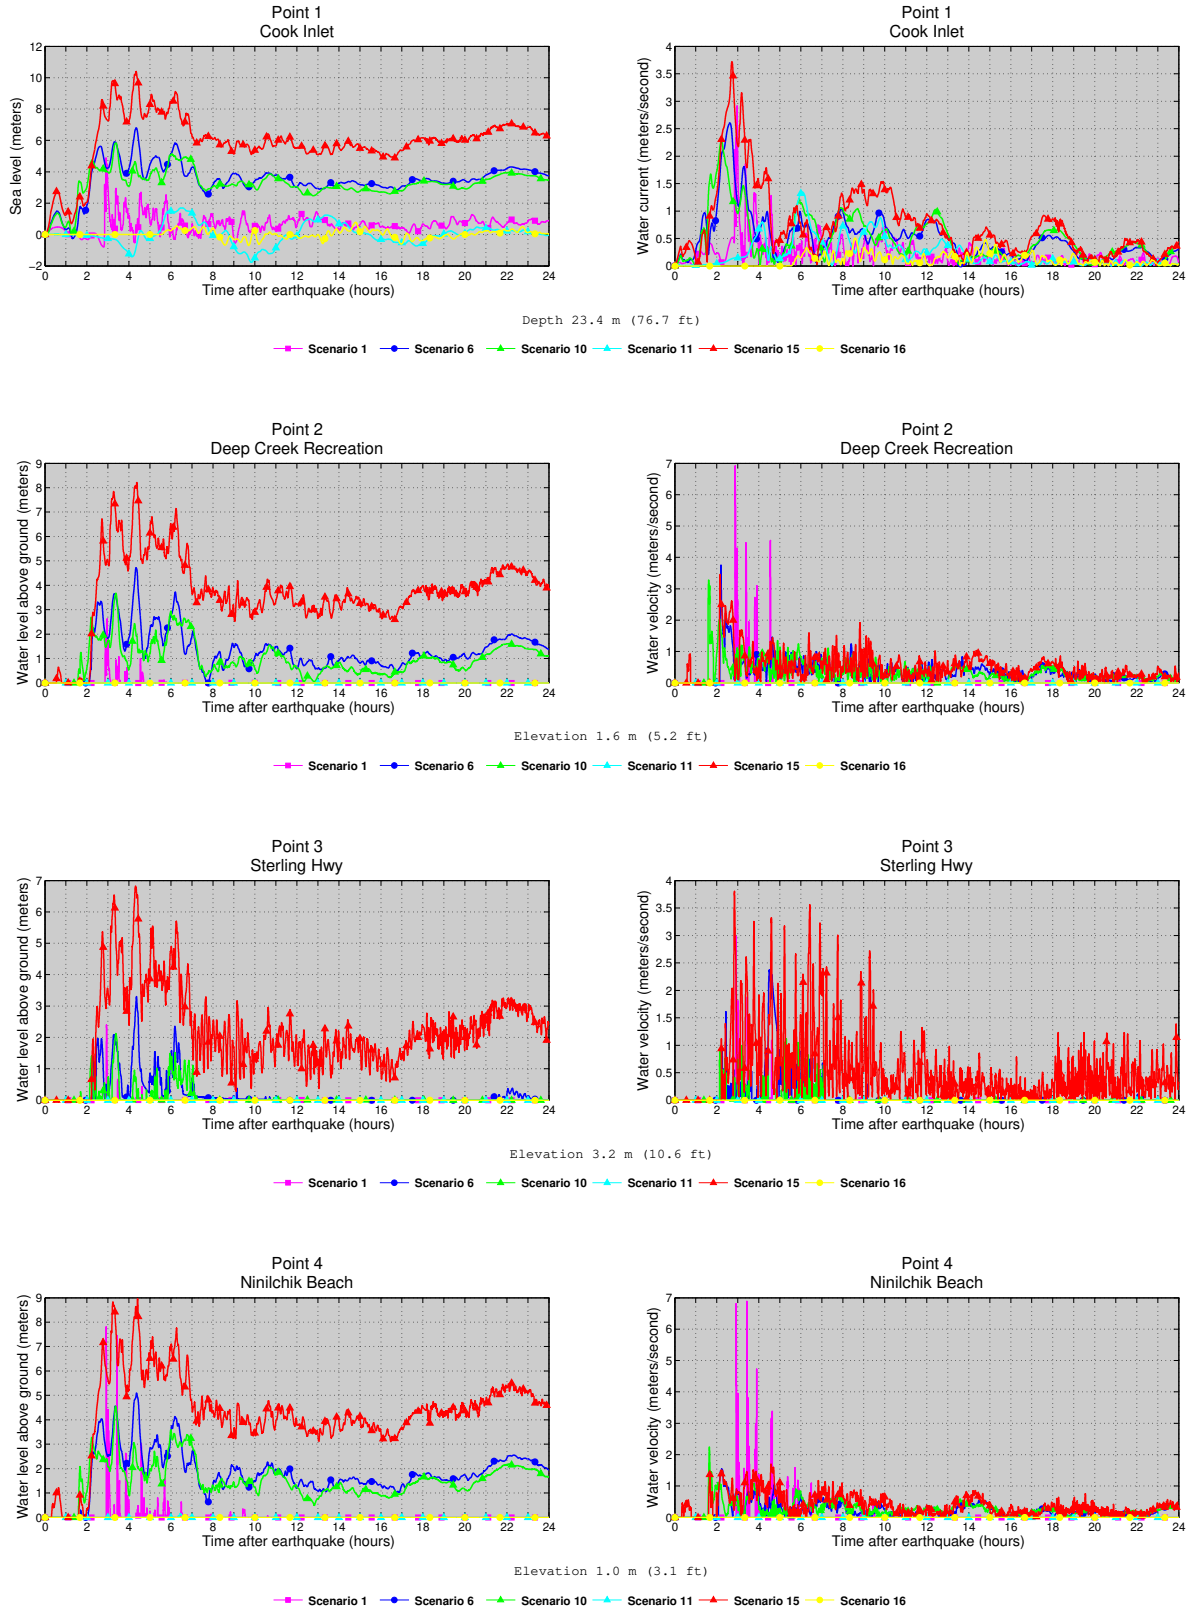 Point 1
Cook Inlet
Sea level (meters)
12
10
8
6
4
2
0
−2
0 2 4 6 8 10 12 14 16 18 20 22 24
Time after earthquake (hours)
Point 1
Cook Inlet
Water current (meters/second)
4
3.5
3
2.5
2
1.5
1
0.5
0
0 2 4 6 8 10 12 14 16 18 20 22 24
Time after earthquake (hours)
Depth 23.4 m (76.7 ft)
Scenario 1 Scenario 6 Scenario 10 Scenario 11 Scenario 15 Scenario 16
Point 2
Deep Creek Recreation
Water level above ground (meters)
9
8
7
6
5
4
3
2
1
0
0 2 4 6 8 10 12 14 16 18 20 22 24
Time after earthquake (hours)
Point 2
Deep Creek Recreation
Water velocity (meters/second)
7
6
5
4
3
2
1
0
0 2 4 6 8 10 12 14 16 18 20 22 24
Time after earthquake (hours)
Elevation 1.6 m (5.2 ft)
Scenario 1 Scenario 6 Scenario 10 Scenario 11 Scenario 15 Scenario 16
Point 3
Sterling Hwy
Water level above ground (meters)
7
6
5
4
3
2
1
0
0 2 4 6 8 10 12 14 16 18 20 22 24
Time after earthquake (hours)
Point 3
Sterling Hwy
Water velocity (meters/second)
4
3.5
3
2.5
2
1.5
1
0.5
0
0 2 4 6 8 10 12 14 16 18 20 22 24
Time after earthquake (hours)
Elevation 3.2 m (10.6 ft)
Scenario 1 Scenario 6 Scenario 10 Scenario 11 Scenario 15 Scenario 16
Point 4
Ninilchik Beach
Water level above ground (meters)
9
8
7
6
5
4
3
2
1
0
0 2 4 6 8 10 12 14 16 18 20 22 24
Time after earthquake (hours)
Point 4
Ninilchik Beach
Water velocity (meters/second)
7
6
5
4
3
2
1
0
0 2 4 6 8 10 12 14 16 18 20 22 24
Time after earthquake (hours)
Elevation 1.0 m (3.1 ft)
Scenario 1 Scenario 6 Scenario 10 Scenario 11 Scenario 15 Scenario 16